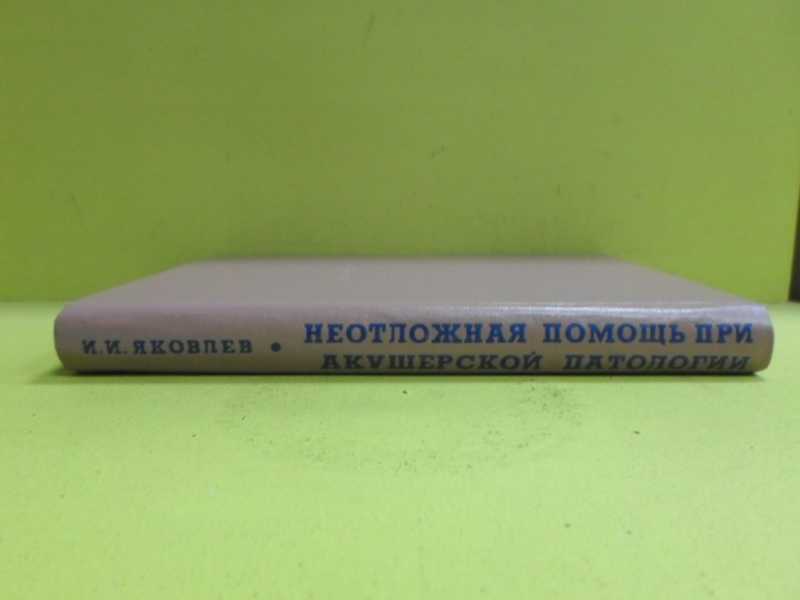 И. И. ЯКОВЛЕВ • НЕОТЛОЖНАЯ ПОМОЩЬ ПРИ
АКУШЕРСКОЙ ПАТОЛОГИИ